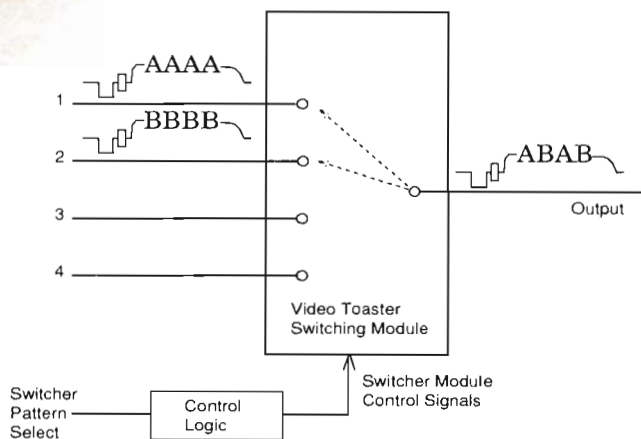 AAAA
1
BBBB
2
ABAB
Output
3
4
Video Toaster
Switching Module
Switcher
Pattern
Select
Control
Logic
Switcher Module
Control Signals